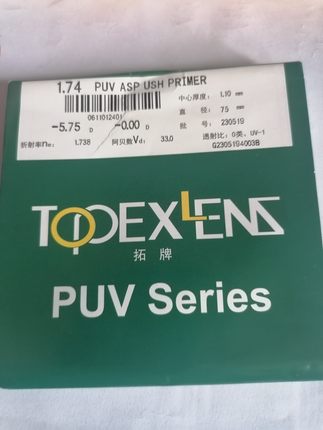 1.74 PUV ASP USH PRIMER
0611012401
中心厚度: 1.10 mm
直 径: 75 mm
-5.75 D -0.00 D
批 号: 230519
折射率ne: 1.738 阿贝数Vd: 33.0
透射比: 0类, UV-1
G2305194003B
TOPEXLENS
拓牌
PUV Series